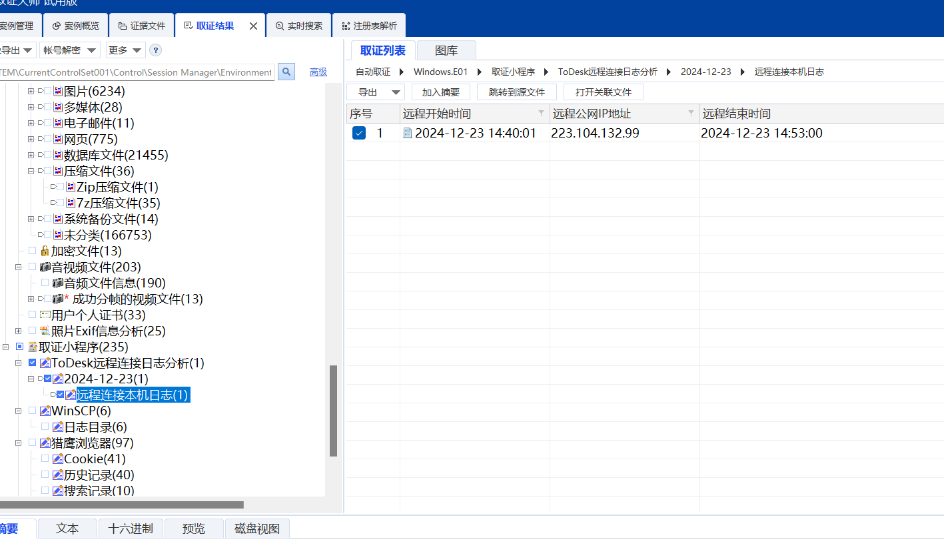 取证大师 试用版
案例管理 案例概览 证据文件 取证结果 实时搜索 注册表解析
导出 帐号解密 更多 ?
TEM\CurrentControlSet001\Control\Session Manager\Environment 高级
图片(6234)
多媒体(28)
电子邮件(11)
网页(775)
数据库文件(21455)
压缩文件(36)
Zip压缩文件(1)
7z压缩文件(35)
系统备份文件(14)
未分类(166753)
加密文件(13)
音视频文件(203)
音频文件信息(190)
* 成功分帧的视频文件(13)
用户个人证书(33)
照片Exif信息分析(25)
取证小程序(235)
ToDesk远程连接日志分析(1)
2024-12-23(1)
远程连接本机日志(1)
WinSCP(6)
日志目录(6)
猎鹰浏览器(97)
Cookie(41)
历史记录(40)
搜索记录(10)
取证列表 图库
自动取证 Windows.E01 取证小程序 ToDesk远程连接日志分析 2024-12-23 远程连接本机日志
导出 加入摘要 跳转到源文件 打开关联文件
序号 远程开始时间 远程公网IP地址 远程结束时间
1 2024-12-23 14:40:01 223.104.132.99 2024-12-23 14:53:00
摘要 文本 十六进制 预览 磁盘视图